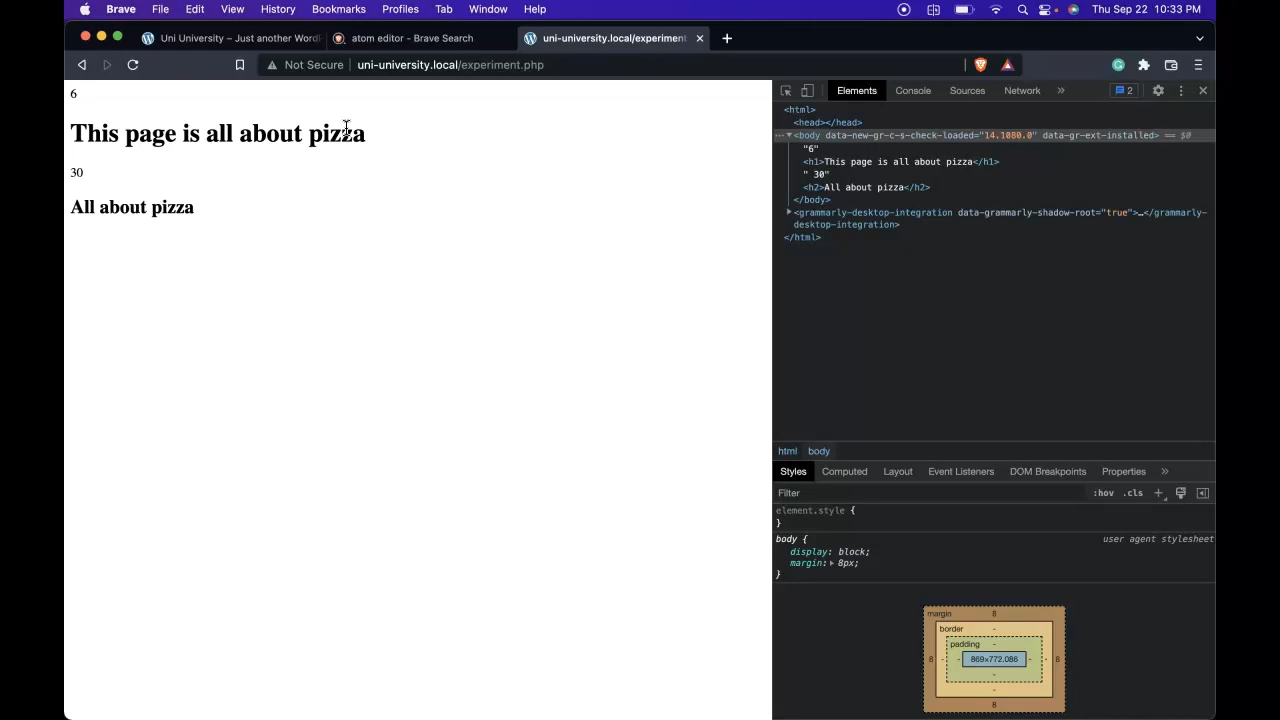 Brave File Edit View History Bookmarks Profiles Tab Window Help Thu Sep 22 10:33 PM
Uni University – Just another WordP atom editor - Brave Search uni-university.local/experiment
Not Secure uni-university.local/experiment.php
6
This page is all about pizza
30
All about pizza
Elements Console Sources Network 2
<html>
<head></head>
<body data-new-gr-c-s-check-loaded="14.1080.0" data-gr-ext-installed> == $0
"6"
<h1>This page is all about pizza</h1>
" 30"
<h2>All about pizza</h2>
</body>
<grammarly-desktop-integration data-grammarly-shadow-root="true">…</grammarly-
desktop-integration>
</html>
html body
Styles Computed Layout Event Listeners DOM Breakpoints Properties
Filter :hov .cls
element.style {
}
body { user agent stylesheet
display: block;
margin: 8px;
}
margin 8
border -
padding -
8 - - 869×772.086 - - 8
-
-
8